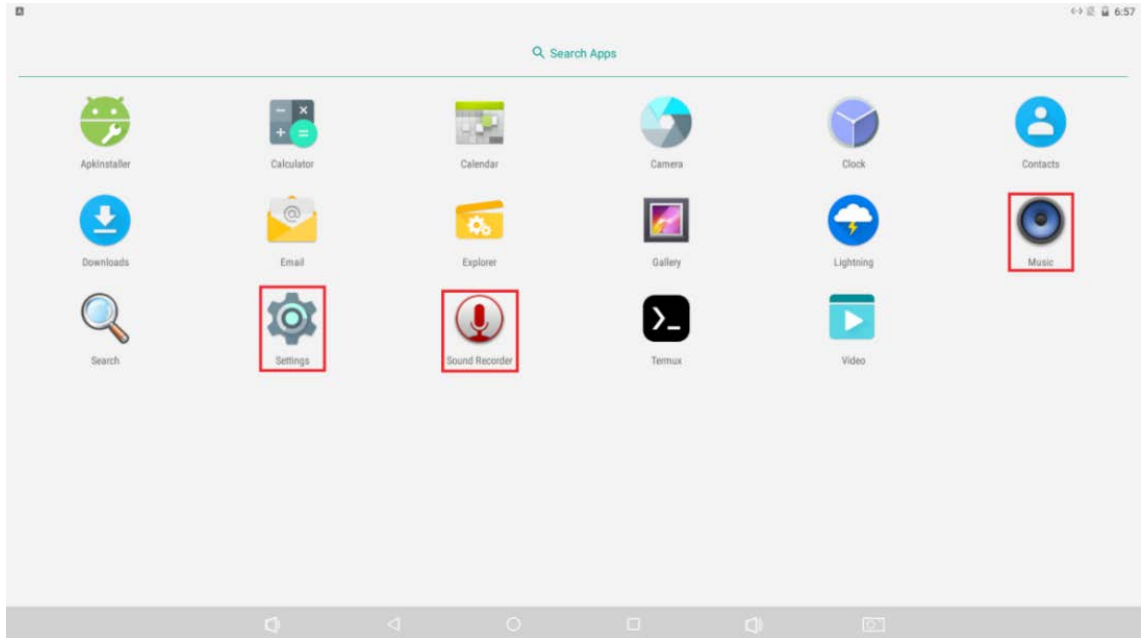 6:57
Search Apps
ApkInstaller Calculator Calendar Camera Clock Contacts
Downloads Email Explorer Gallery Lightning Music
Search Settings Sound Recorder Termux Video